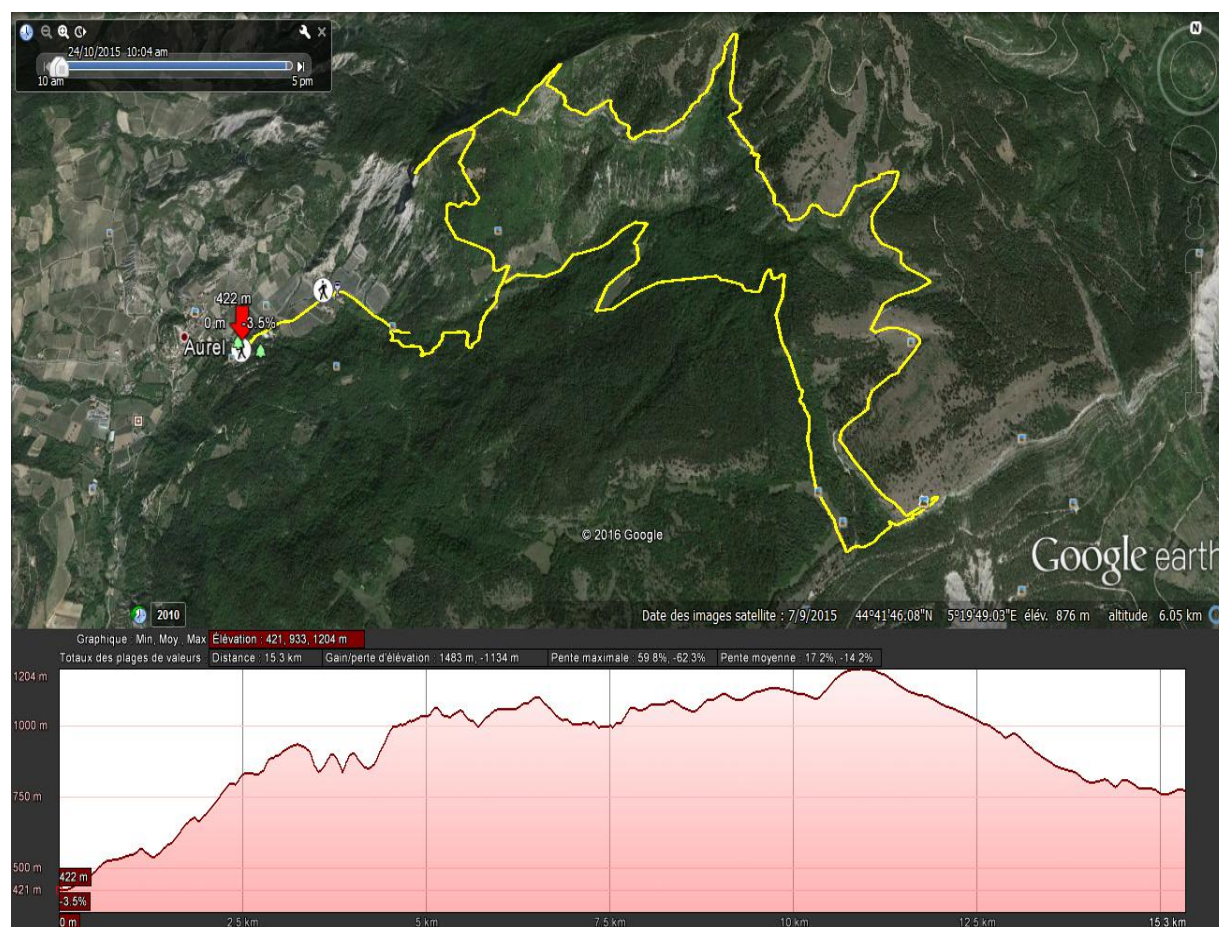 24/10/2015 10:04 am
10 am
5 pm
N
422 m
0 m -3.5%
Aurel
© 2016 Google
Google earth
2010
Date des images satellite : 7/9/2015 44°41'46.08"N 5°19'49.03"E élév. 876 m altitude 6.05 km
Graphique : Min, Moy , Max Élévation : 421, 933, 1204 m
Totaux des plages de valeurs : Distance : 15.3 km Gain/perte d'élévation : 1483 m, -1134 m Pente maximale : 59.8%, -62.3% Pente moyenne : 17.2%, -14.2%
1204 m
1000 m
750 m
500 m
422 m
421 m
-3.5%
0 m 2.5 km 5 km 7.5 km 10 km 12.5 km 15.3 km